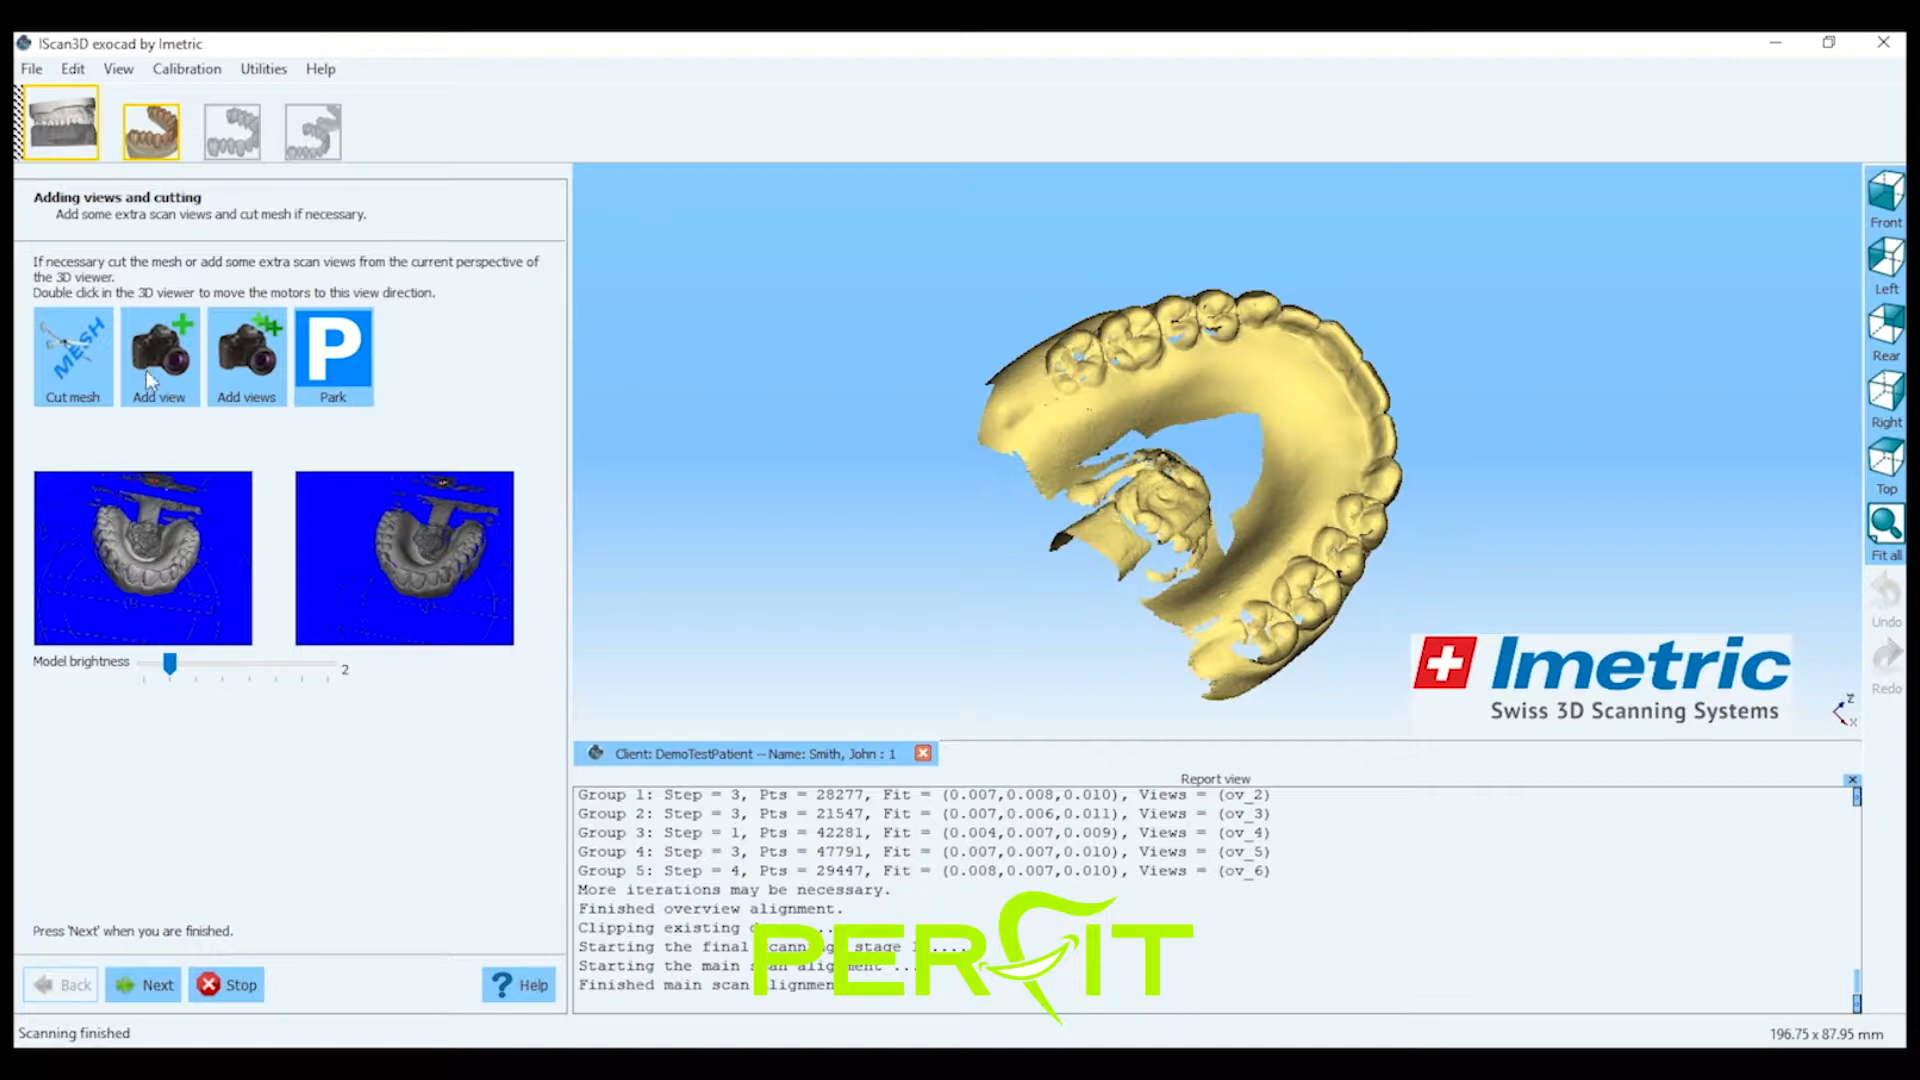 IScan3D exocad by Imetric
File Edit View Calibration Utilities Help
Adding views and cutting
Add some extra scan views and cut mesh if necessary.
If necessary cut the mesh or add some extra scan views from the current perspective of
the 3D viewer.
Double click in the 3D viewer to move the motors to this view direction.
MESH
P
Cut mesh
Add view
Add views
Park
Model brightness
2
Press 'Next' when you are finished.
Back
Next
Stop
? Help
Scanning finished
Front
Left
Rear
Right
Top
Fit all
Undo
Redo
Imetric
Swiss 3D Scanning Systems
Z
X
Client: DemoTestPatient -- Name: Smith, John : 1
Report view
Group 1: Step = 3, Pts = 28277, Fit = (0.007,0.008,0.010), Views = (ov_2)
Group 2: Step = 3, Pts = 21547, Fit = (0.007,0.006,0.011), Views = (ov_3)
Group 3: Step = 1, Pts = 42281, Fit = (0.004,0.007,0.009), Views = (ov_4)
Group 4: Step = 3, Pts = 47791, Fit = (0.007,0.007,0.010), Views = (ov_5)
Group 5: Step = 4, Pts = 29447, Fit = (0.008,0.007,0.010), Views = (ov_6)
More iterations may be necessary.
Finished overview alignment.
Clipping existing
Starting the final scanning stage
Starting the main scan alignment ...
Finished main scan alignment
PERFIT
196.75 x 87.95 mm